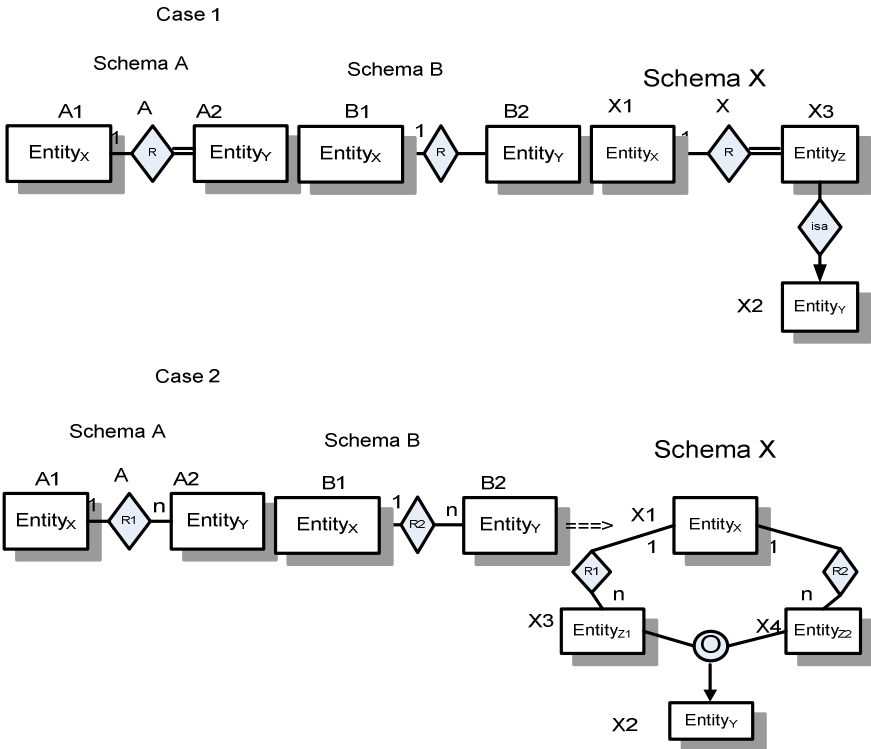 Case 1
Schema A
Schema B
Schema X
A1 A A2 B1 B2 X1 X X3
EntityX 1 R EntityY EntityX 1 R EntityY EntityX 1 R EntityZ
isa
X2 EntityY
Case 2
Schema A
Schema B
Schema X
A1 A A2 B1 B2
EntityX 1 R1 n EntityY EntityX 1 R2 n EntityY ===> X1 EntityX
1 1
R1 R2
n n
X3 EntityZ1 X4 EntityZ2
O
X2 EntityY